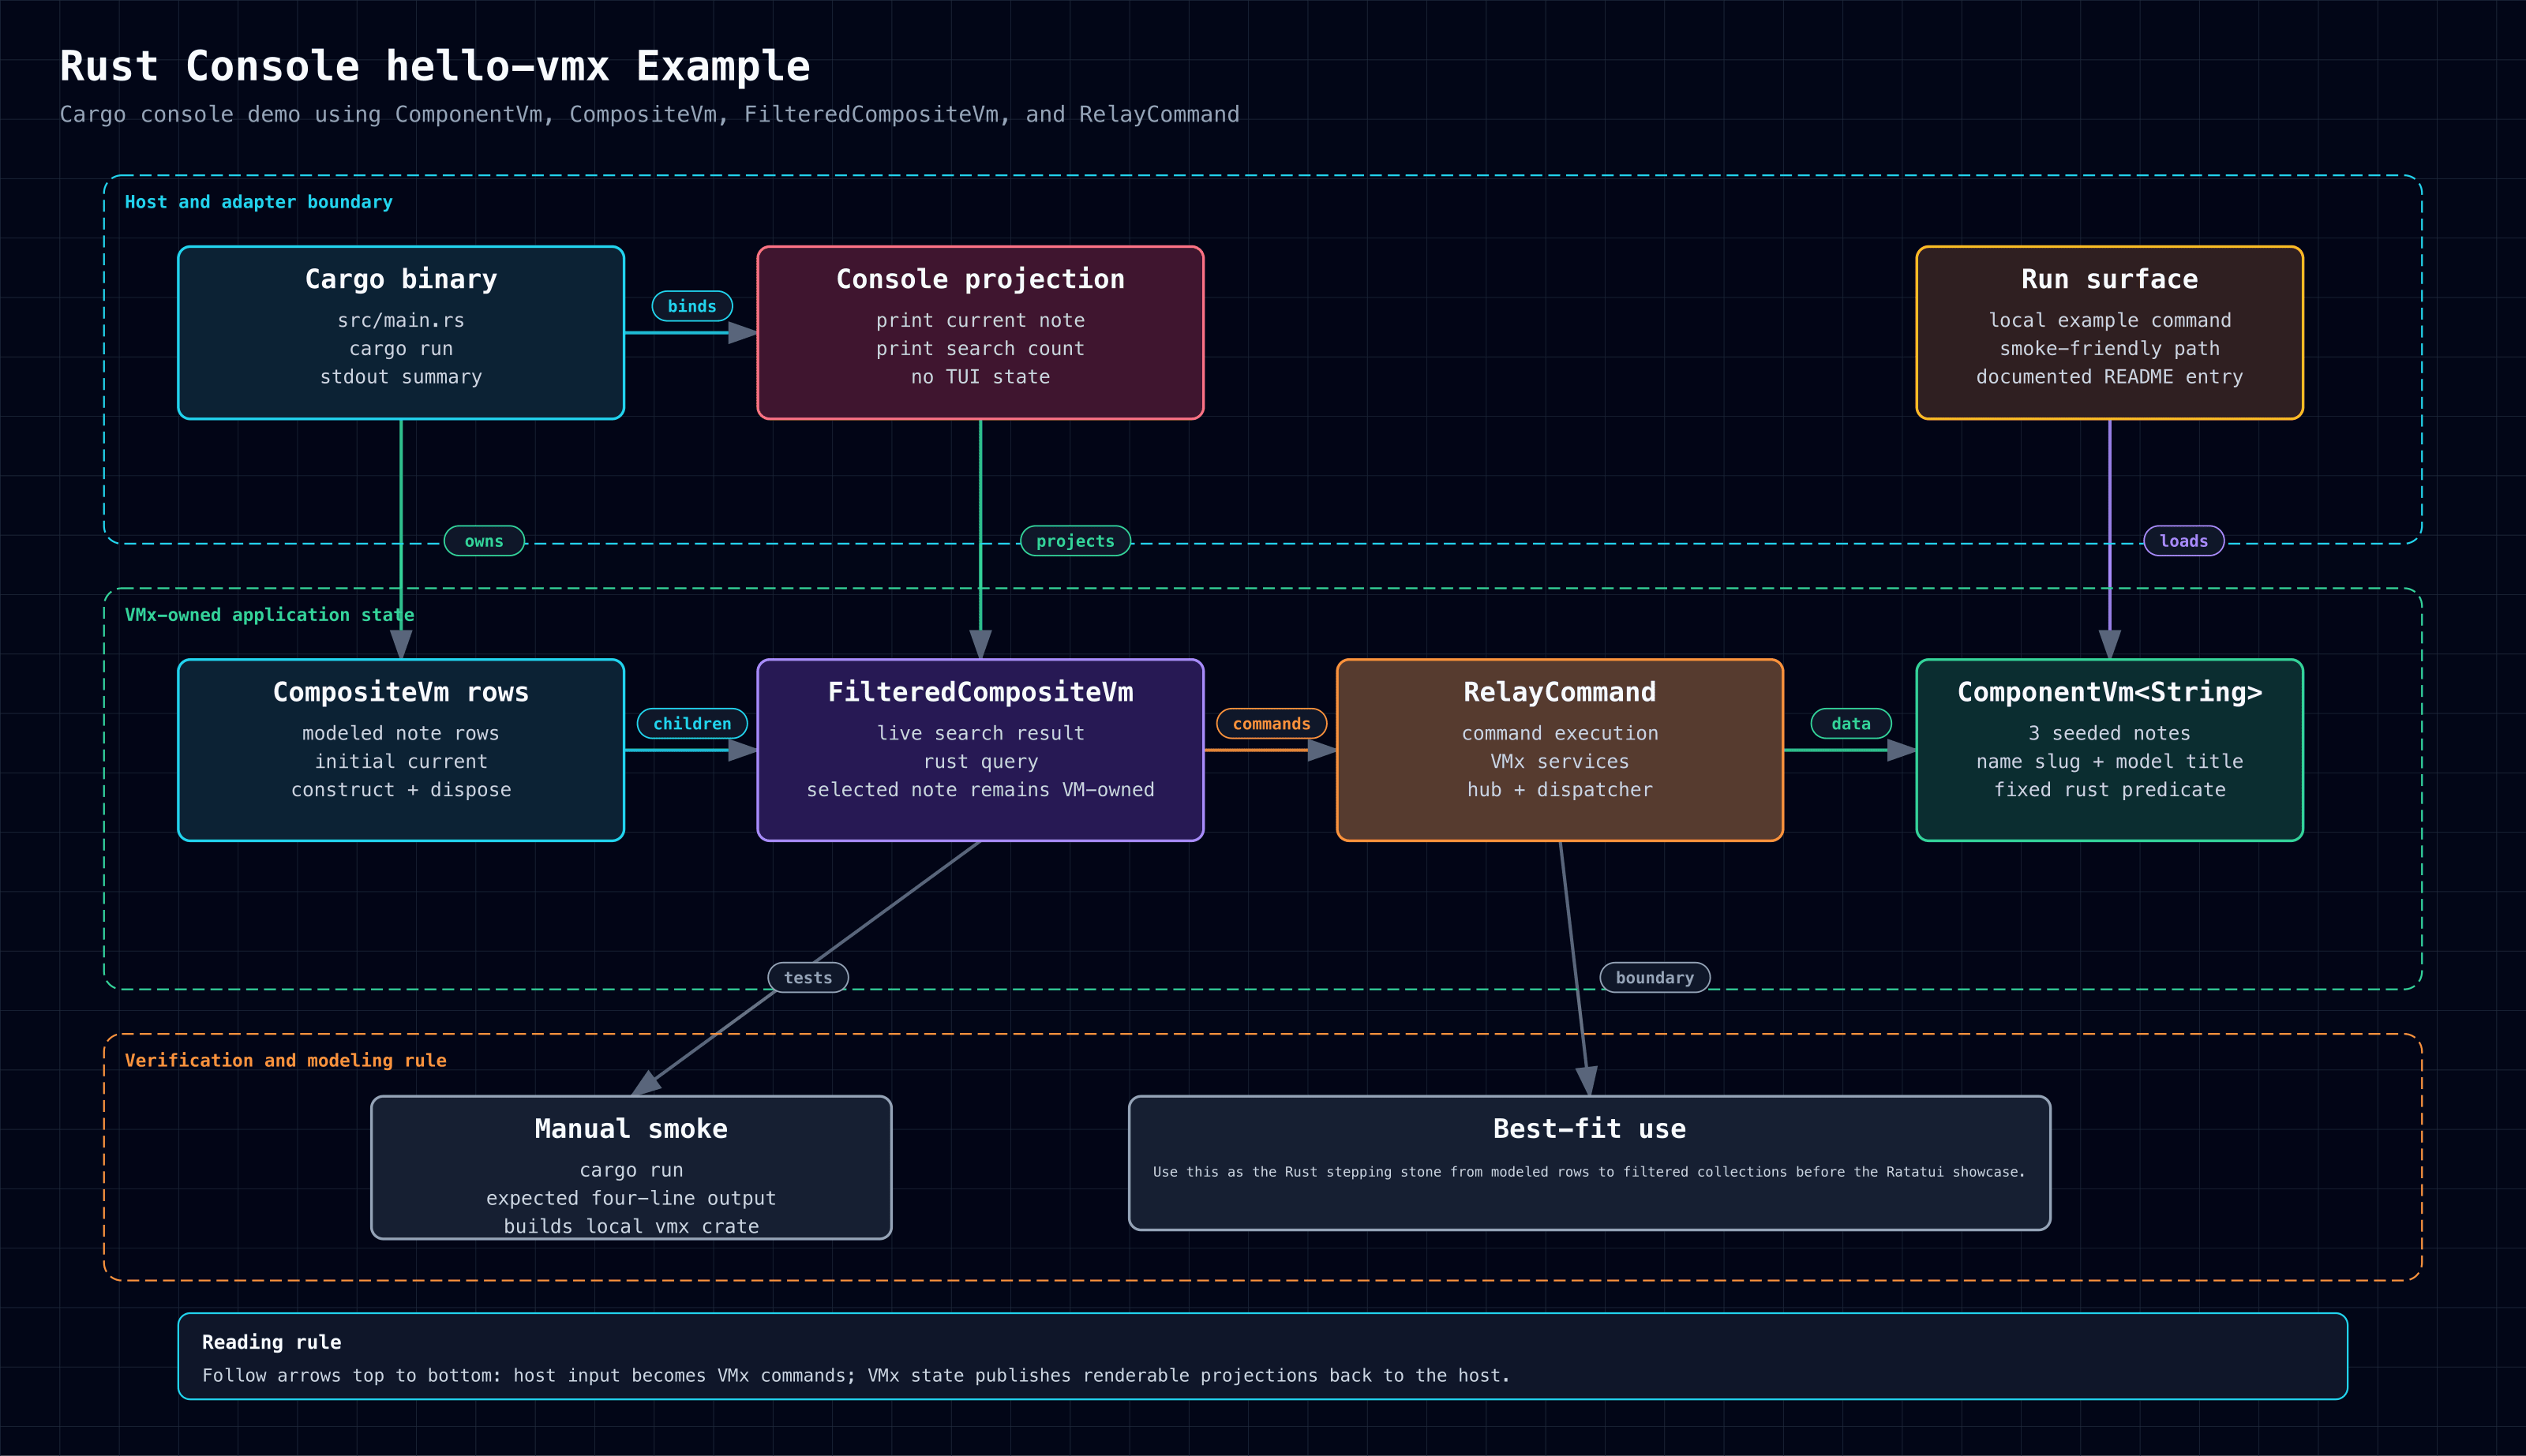 Rust Console hello-vmx Example
Cargo console demo using ComponentVm, CompositeVm, FilteredCompositeVm, and RelayCommand
Host and adapter boundary
Cargo binary
src/main.rs
cargo run
stdout summary
binds
Console projection
print current note
print search count
no TUI state
Run surface
local example command
smoke-friendly path
documented README entry
owns
projects
loads
VMx-owned application state
CompositeVm rows
modeled note rows
initial current
construct + dispose
children
FilteredCompositeVm
live search result
rust query
selected note remains VM-owned
commands
RelayCommand
command execution
VMx services
hub + dispatcher
data
ComponentVm<String>
3 seeded notes
name slug + model title
fixed rust predicate
tests
boundary
Verification and modeling rule
Manual smoke
cargo run
expected four-line output
builds local vmx crate
Best-fit use
Use this as the Rust stepping stone from modeled rows to filtered collections before the Ratatui showcase.
Reading rule
Follow arrows top to bottom: host input becomes VMx commands; VMx state publishes renderable projections back to the host.